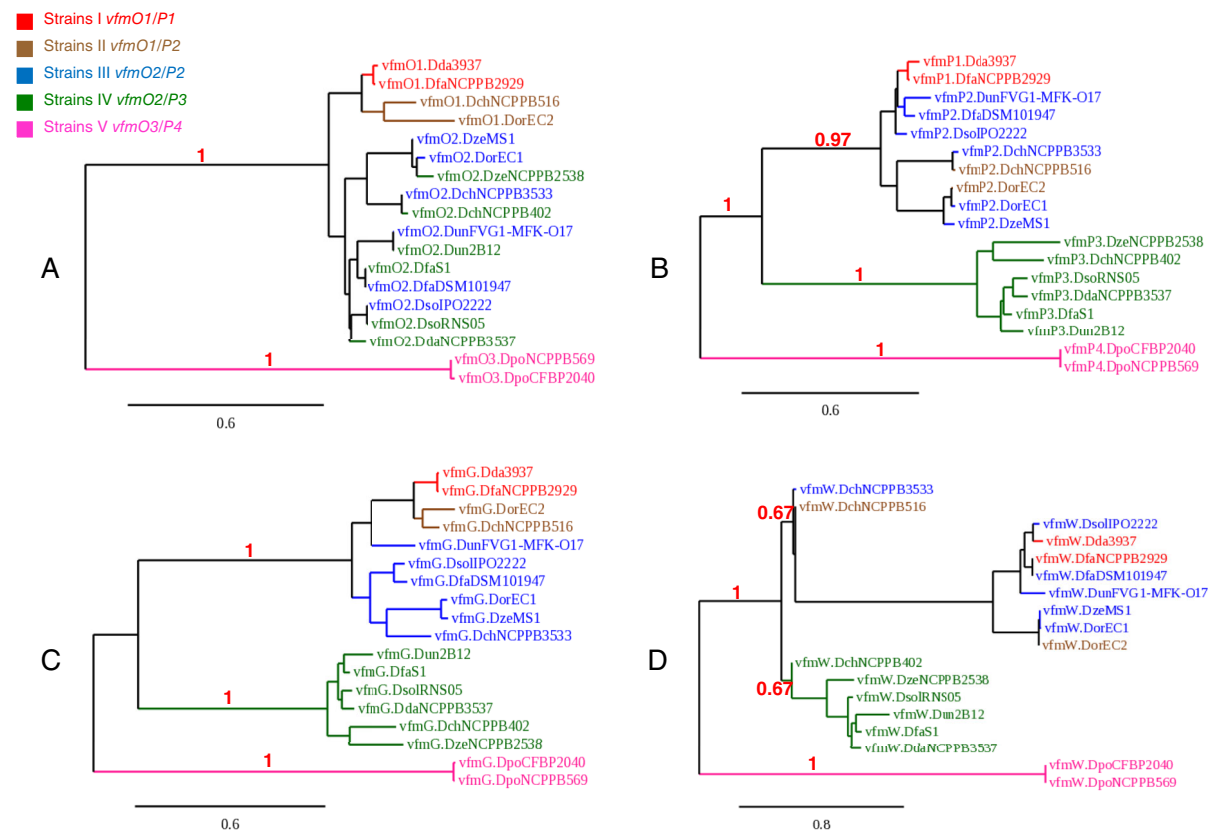 Strains I vfmO1/P1
Strains II vfmO1/P2
Strains III vfmO2/P2
Strains IV vfmO2/P3
Strains V vfmO3/P4
A
vfmO1.Dda3937
vfmO1.DfaNCPPB2929
vfmO1.DchNCPPB516
vfmO1.DorEC2
vfmO2.DzeMS1
vfmO2.DorEC1
vfmO2.DzeNCPPB2538
vfmO2.DchNCPPB3533
vfmO2.DchNCPPB402
vfmO2.DunFVG1-MFK-O17
vfmO2.Dun2B12
vfmO2.DfaS1
vfmO2.DfaDSM101947
vfmO2.DsoIPO2222
vfmO2.DsoRNS05
vfmO2.DdaNCPPB3537
vfmO3.DpoNCPPB569
vfmO3.DpoCFBP2040
1
1
0.6
B
vfmP1.Dda3937
vfmP1.DfaNCPPB2929
vfmP2.DunFVG1-MFK-O17
vfmP2.DfaDSM101947
vfmP2.DsoIPO2222
vfmP2.DchNCPPB3533
vfmP2.DchNCPPB516
vfmP2.DorEC2
vfmP2.DorEC1
vfmP2.DzeMS1
vfmP3.DzeNCPPB2538
vfmP3.DchNCPPB402
vfmP3.DsoRNS05
vfmP3.DdaNCPPB3537
vfmP3.DfaS1
vfmP3.Dun2B12
vfmP4.DpoCFBP2040
vfmP4.DpoNCPPB569
0.97
1
1
1
0.6
C
vfmG.Dda3937
vfmG.DfaNCPPB2929
vfmG.DorEC2
vfmG.DchNCPPB516
vfmG.DunFVG1-MFK-O17
vfmG.DsolIPO2222
vfmG.DfaDSM101947
vfmG.DorEC1
vfmG.DzeMS1
vfmG.DchNCPPB3533
vfmG.Dun2B12
vfmG.DfaS1
vfmG.DsolRNS05
vfmG.DdaNCPPB3537
vfmG.DchNCPPB402
vfmG.DzeNCPPB2538
vfmG.DpoCFBP2040
vfmG.DpoNCPPB569
1
1
1
0.6
D
vfmW.DchNCPPB3533
vfmW.DchNCPPB516
vfmW.DsolIPO2222
vfmW.Dda3937
vfmW.DfaNCPPB2929
vfmW.DfaDSM101947
vfmW.DunFVG1-MFK-O17
vfmW.DzeMS1
vfmW.DorEC1
vfmW.DorEC2
vfmW.DchNCPPB402
vfmW.DzeNCPPB2538
vfmW.DsolRNS05
vfmW.Dun2B12
vfmW.DfaS1
vfmW.DdaNCPPB3537
vfmW.DpoCFBP2040
vfmW.DpoNCPPB569
0.67
1
0.67
1
0.8